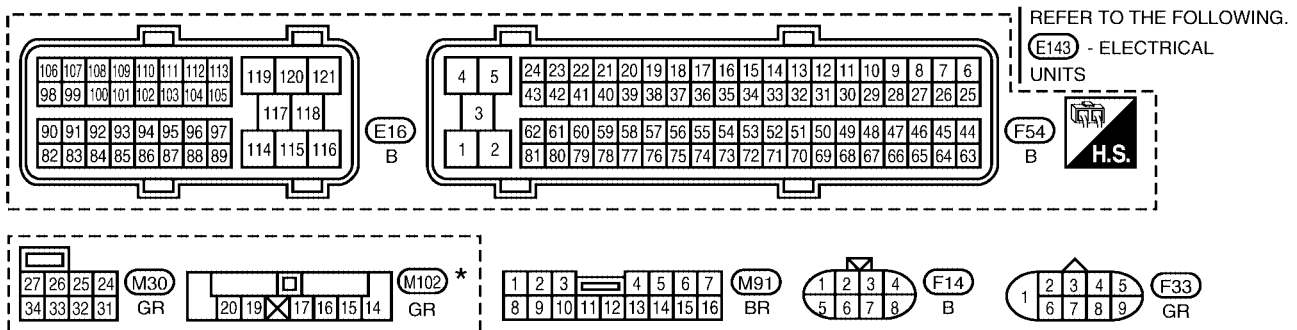 REFER TO THE FOLLOWING.
E143 - ELECTRICAL
UNITS
106 107 108 109 110 111 112 113 119 120 121
98 99 100 101 102 103 104 105
117 118
90 91 92 93 94 95 96 97
82 83 84 85 86 87 88 89 114 115 116
E16
B
4 5 24 23 22 21 20 19 18 17 16 15 14 13 12 11 10 9 8 7 6
43 42 41 40 39 38 37 36 35 34 33 32 31 30 29 28 27 26 25
3
62 61 60 59 58 57 56 55 54 53 52 51 50 49 48 47 46 45 44
1 2 81 80 79 78 77 76 75 74 73 72 71 70 69 68 67 66 65 64 63
F54
B
H.S.
27 26 25 24
34 33 32 31
M30
GR
20 19 17 16 15 14
M102 *
GR
1 2 3 4 5 6 7
8 9 10 11 12 13 14 15 16
M91
BR
1 2 3 4
5 6 7 8
F14
B
1 2 3 4 5
6 7 8 9
F33
GR